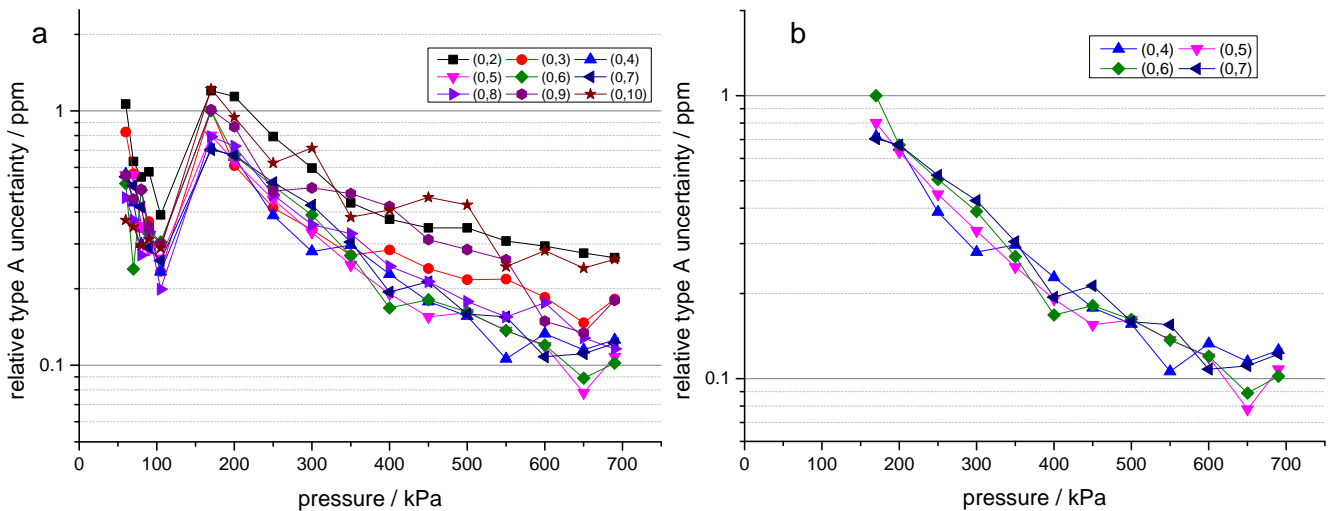 a
(0,2) (0,3) (0,4)
(0,5) (0,6) (0,7)
(0,8) (0,9) (0,10)
1
0.1
0 100 200 300 400 500 600 700
pressure / kPa
relative type A uncertainty / ppm
b
(0,4) (0,5)
(0,6) (0,7)
1
0.1
0 100 200 300 400 500 600 700
pressure / kPa
relative type A uncertainty / ppm